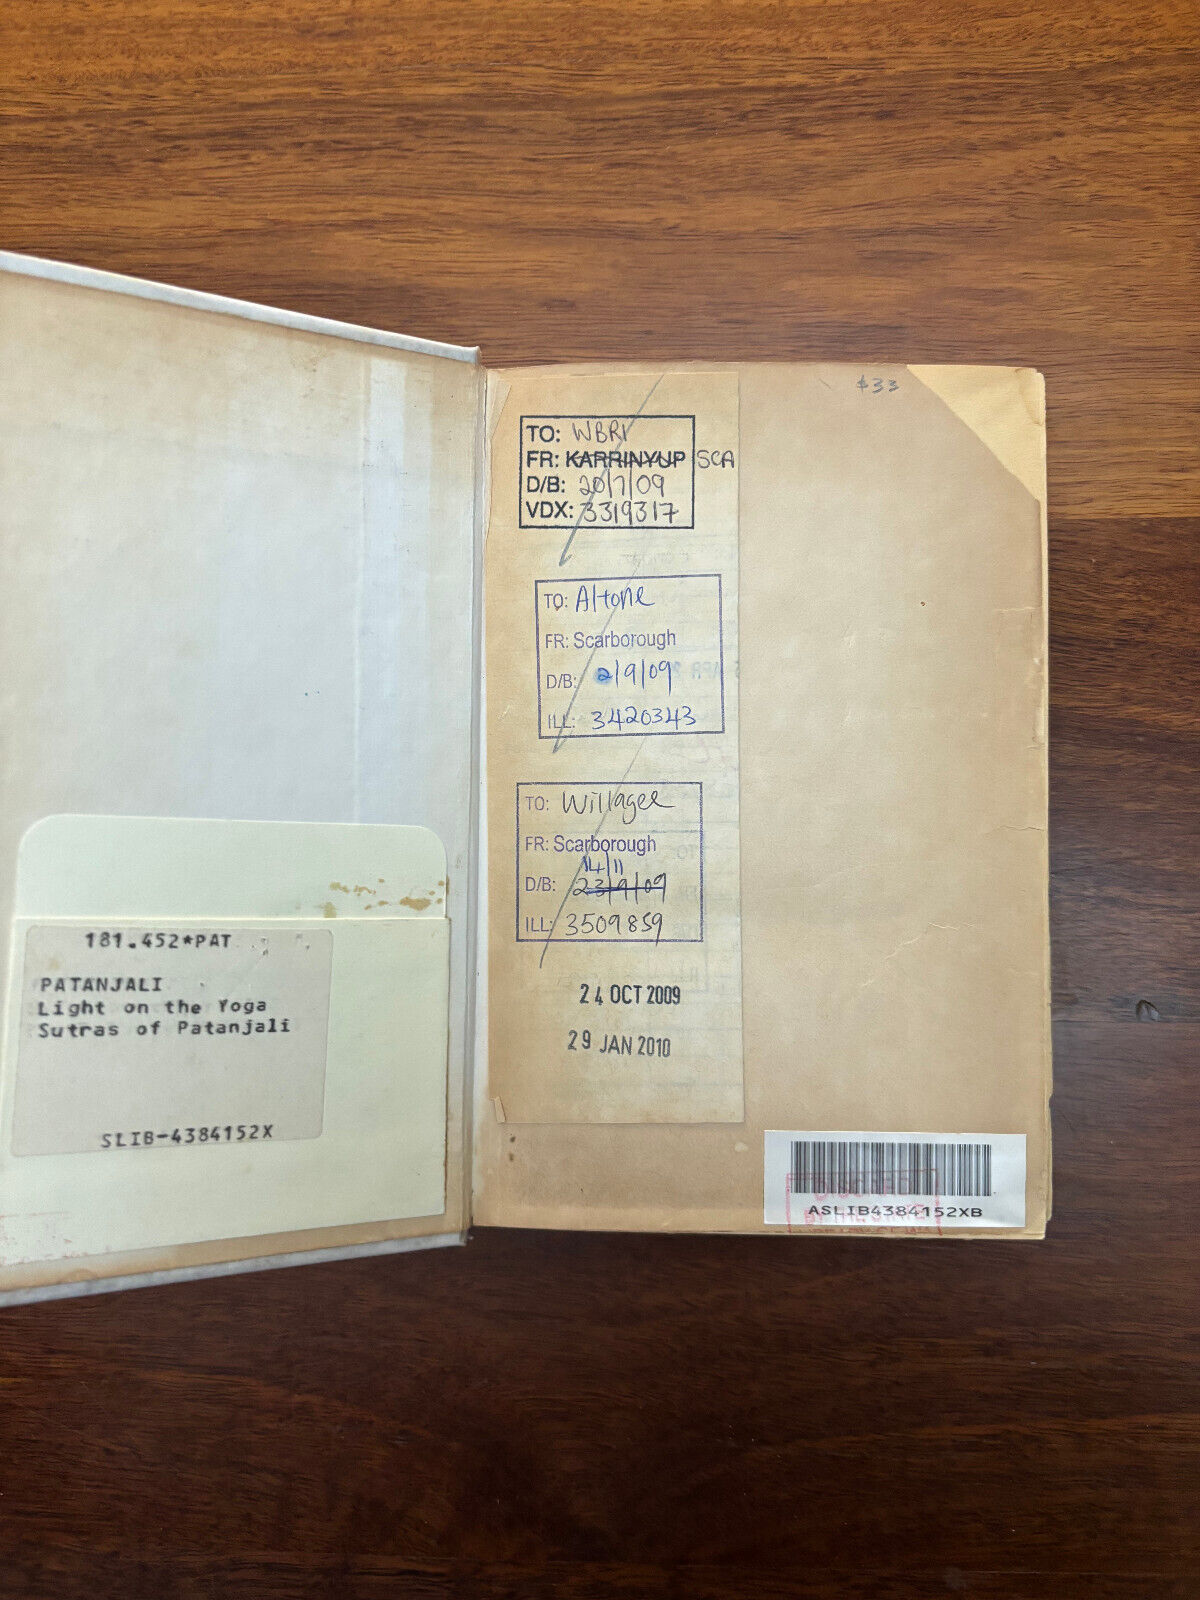 181.452*PAT
PATANJALI
Light on the Yoga
Sutras of Patanjali
SLIB-4384152X
$33
TO: WBRI
FR: KARRINYUP SCA
D/B: 20/7/09
VDX: 3319317
TO: Altone
FR: Scarborough
D/B: 2/9/09
ILL: 3420343
TO: Willagee
FR: Scarborough
14/11
D/B: 23/9/09
ILL: 3509859
24 OCT 2009
29 JAN 2010
ASLIB4384152XB